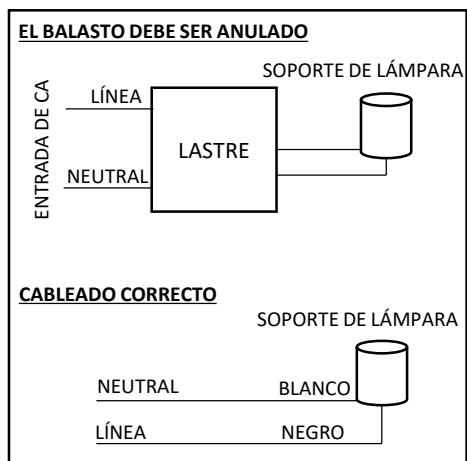 EL BALASTO DEBE SER ANULADO
SOPORTE DE LÁMPARA
ENTRADA DE CA
LÍNEA
LASTRE
NEUTRAL
CABLEADO CORRECTO
SOPORTE DE LÁMPARA
NEUTRAL BLANCO
LÍNEA NEGRO